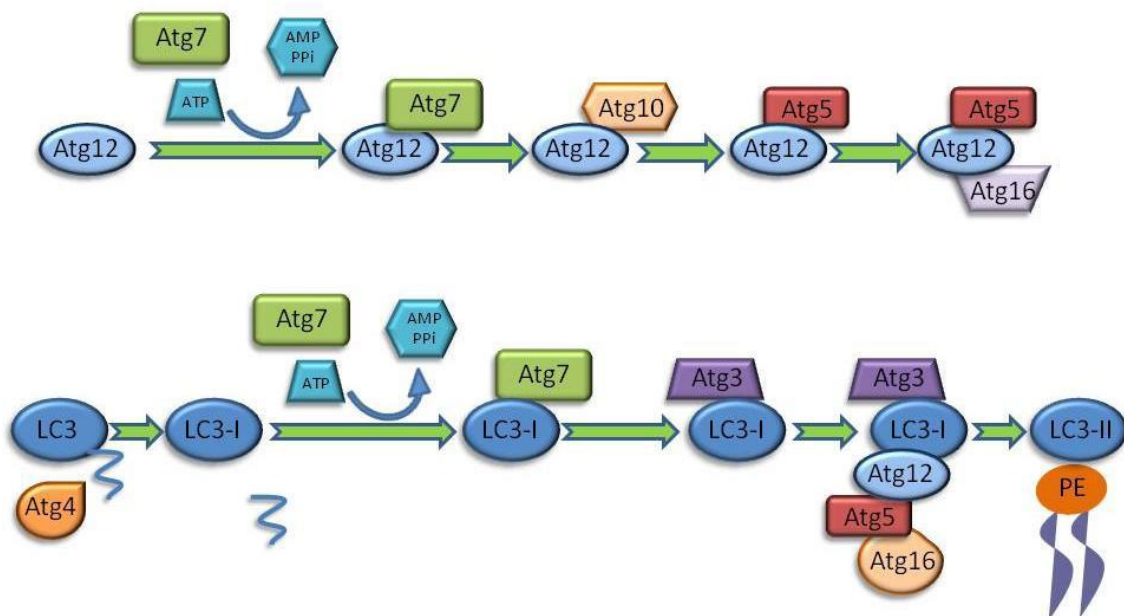 Atg7
AMP
PPi
ATP
Atg12
Atg7
Atg12
Atg10
Atg12
Atg5
Atg12
Atg5
Atg12
Atg16
Atg7
AMP
PPi
ATP
LC3
Atg4
LC3-I
Atg7
LC3-I
Atg3
LC3-I
Atg3
LC3-I
Atg12
Atg5
Atg16
LC3-II
PE